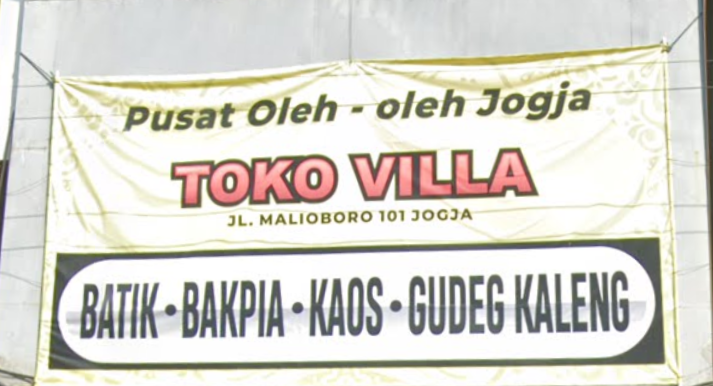 Pusat Oleh - oleh Jogja
TOKO VILLA
JL. MALIOBORO 101 JOGJA
BATIK • BAKPIA • KAOS • GUDEG KALENG